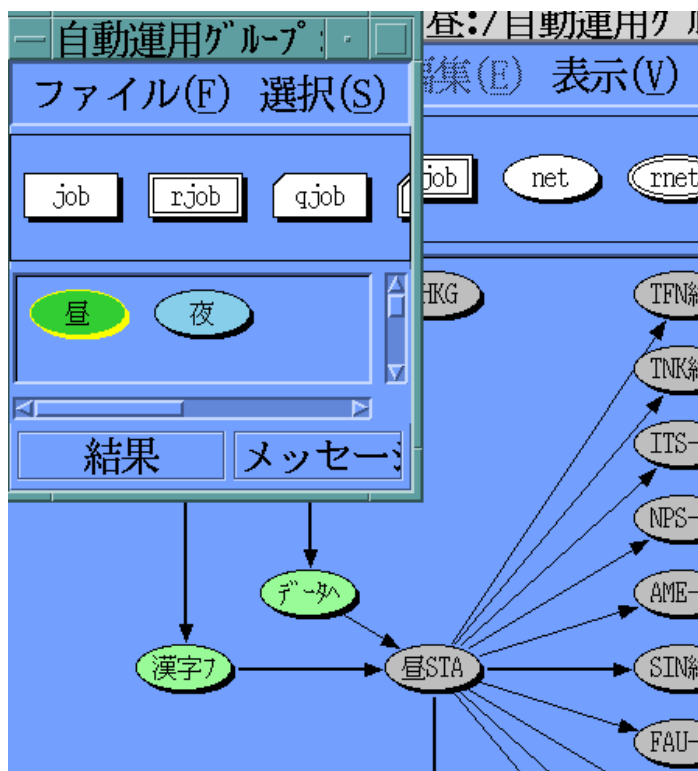 自動運用ｸﾞﾙｰﾌﾟ :
昼:/自動運用ｸﾞﾙ
ファイル(F) 選択(S)
編集(E) 表示(V)
job rjob qjob
job net rnet
昼 夜
HKG TFN
TNK
ITS-
結果 メッセージ
NPS-
ﾃﾞｰﾀﾍ AME-
漢字ﾌ 昼STA SIN
FAU-